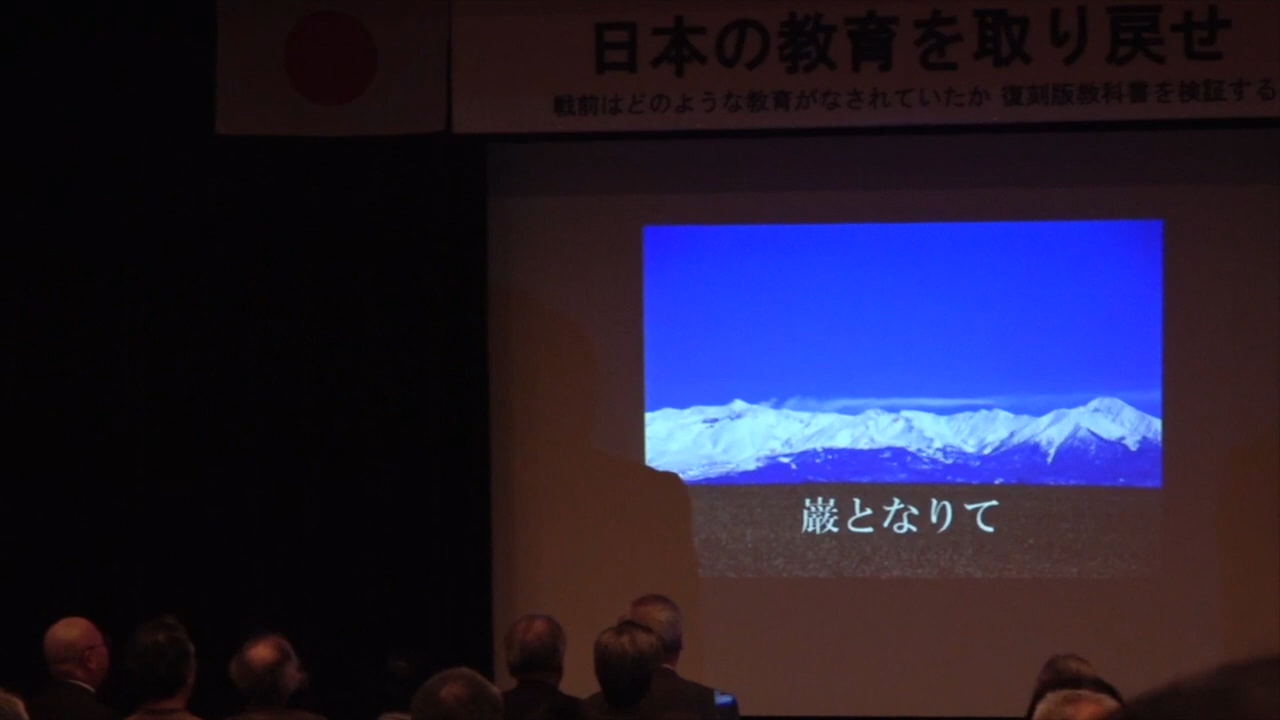 日本の教育を取り戻せ
戦前はどのような教育がなされていたか 復刻版教科書を検証する
巌となりて